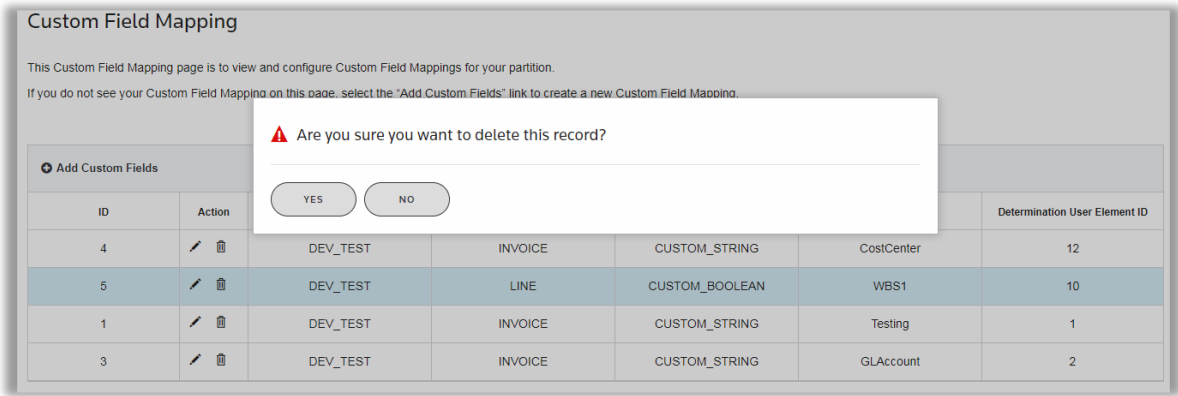 Custom Field Mapping
This Custom Field Mapping page is to view and configure Custom Field Mappings for your partition.
If you do not see your Custom Field Mapping on this page, select the "Add Custom Fields" link to create a new Custom Field Mapping.
Are you sure you want to delete this record?
YES NO
Add Custom Fields
ID Action Determination User Element ID
4 DEV_TEST INVOICE CUSTOM_STRING CostCenter 12
5 DEV_TEST LINE CUSTOM_BOOLEAN WBS1 10
1 DEV_TEST INVOICE CUSTOM_STRING Testing 1
3 DEV_TEST INVOICE CUSTOM_STRING GLAccount 2